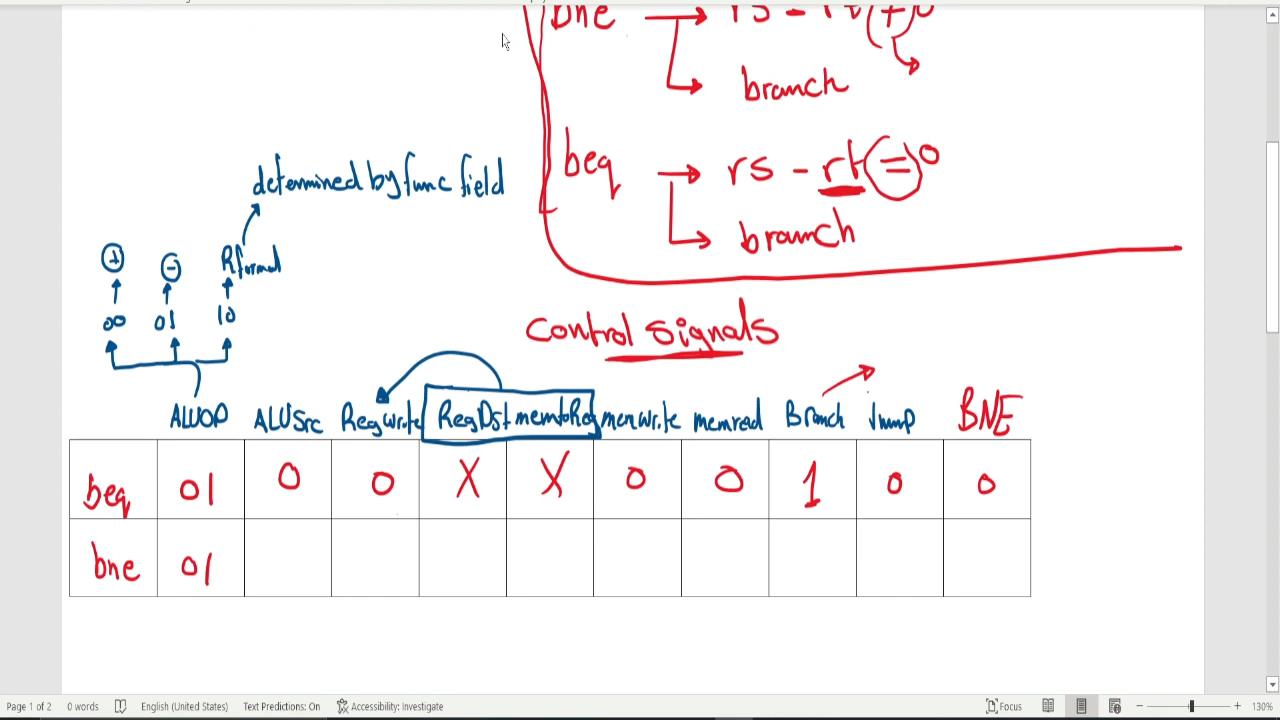 bne → rs - rt
branch
beq → rs - rt = 0
branch
determined by func field
+ - Rformat
00 01 10
Control signals
ALUOP ALUSrc RegWrite RegDst memtoReg memwrite memread Branch Jump BNE
beq 01 0 0 X X 0 0 1 0 0
bne 01
Page 1 of 2 0 words English (United States) Text Predictions: On Accessibility: Investigate Focus 130%